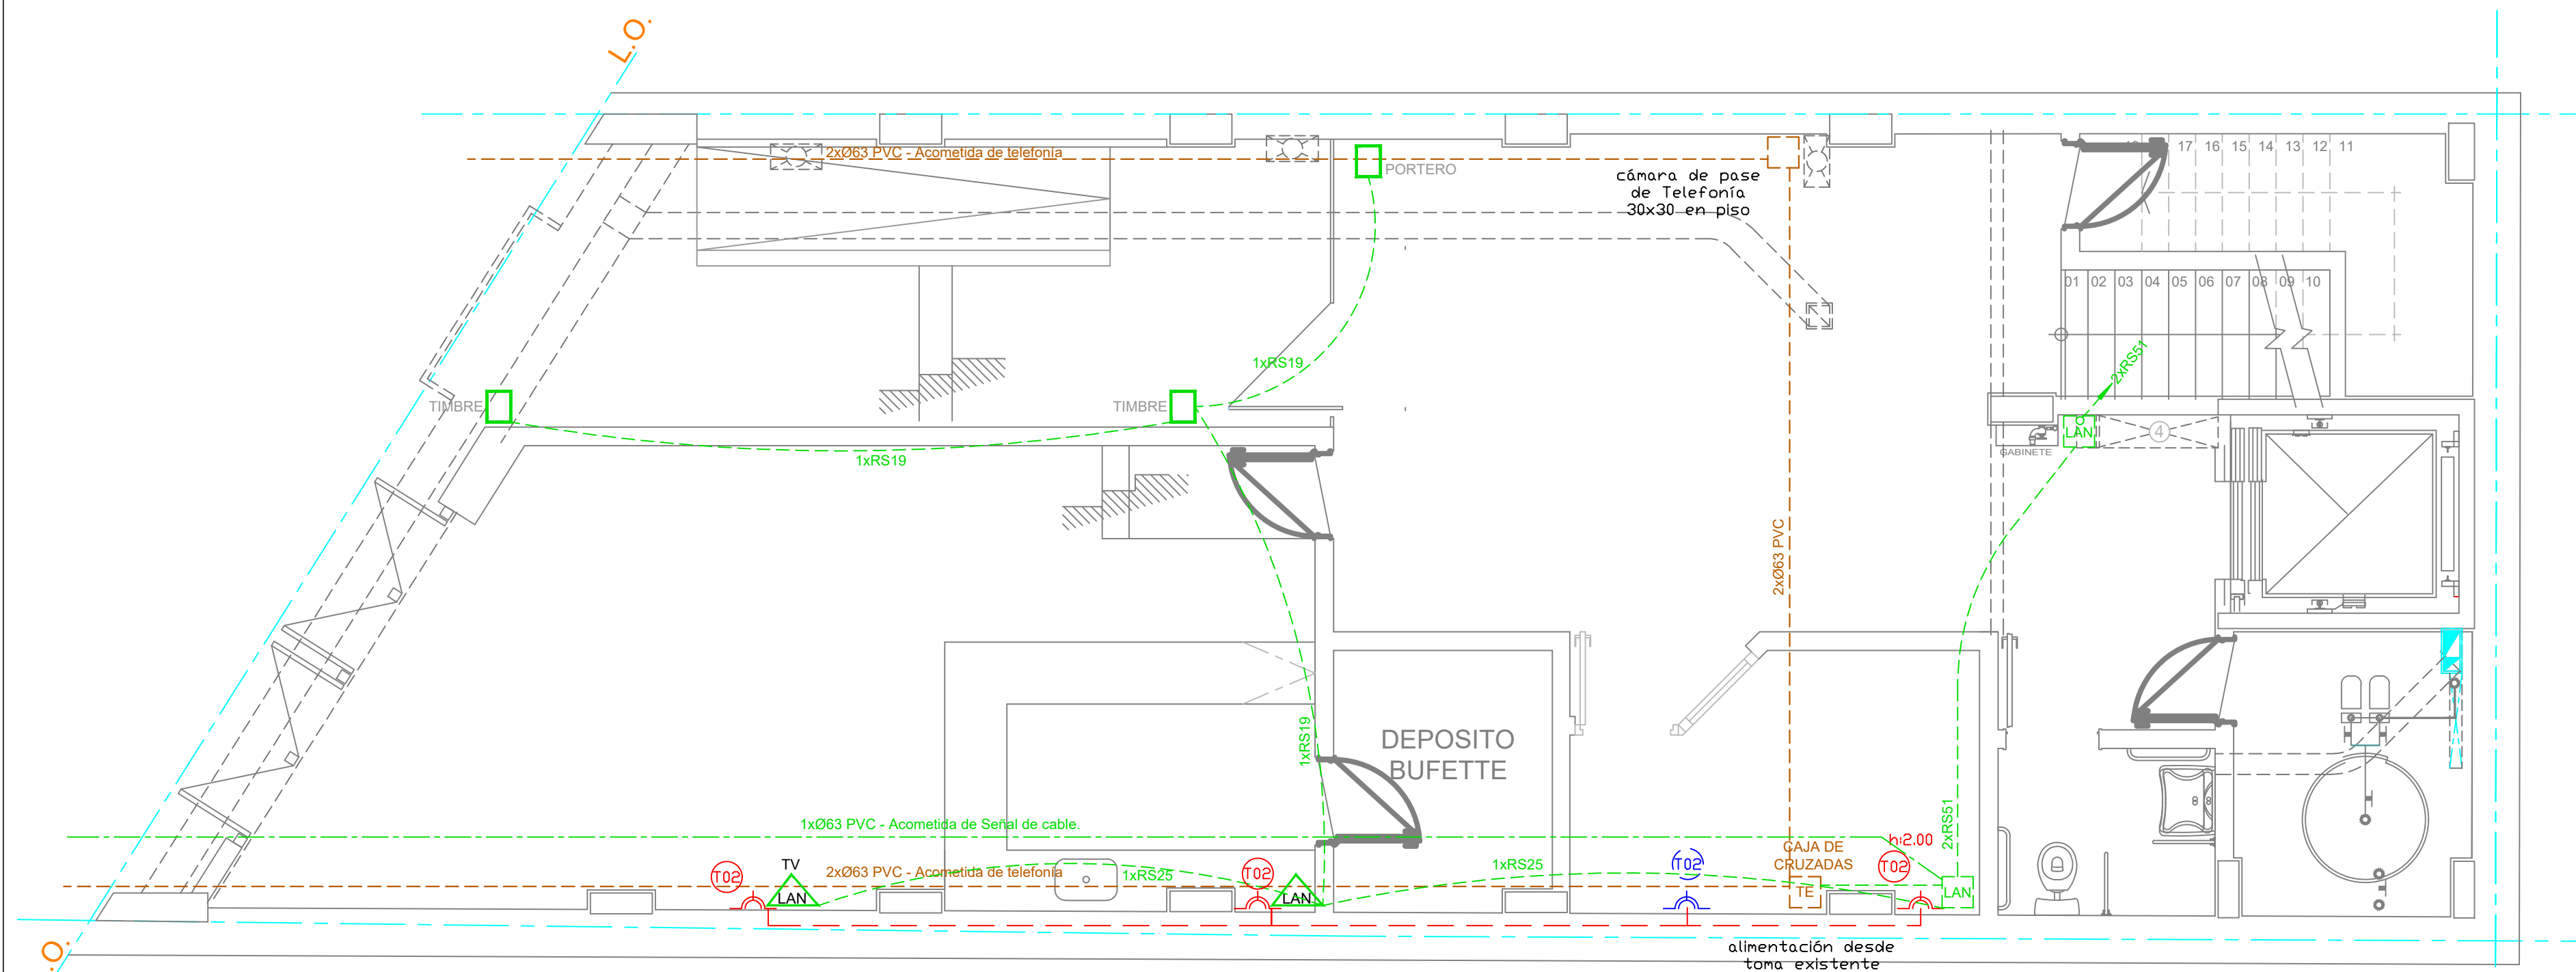 L.O.
2xØ63 PVC - Acometida de telefonía
PORTERO
cámara de pase
de Telefonía
30x30 en piso
17 16 15 14 13 12 11
01 02 03 04 05 06 07 08 09 10
1xRS19
2xRS51
TIMBRE
TIMBRE
LAN
4
GABINETE
1xRS19
2xØ63 PVC
1xRS19
DEPOSITO
BUFETTE
1xØ63 PVC - Acometida de Señal de cable.
2xRS51
h:2.00
CAJA DE
CRUZADAS
T02
TV
LAN
2xØ63 PVC - Acometida de telefonía
1xRS25
T02
LAN
1xRS25
T02
TE
T02
LAN
.O.
alimentación desde
toma existente